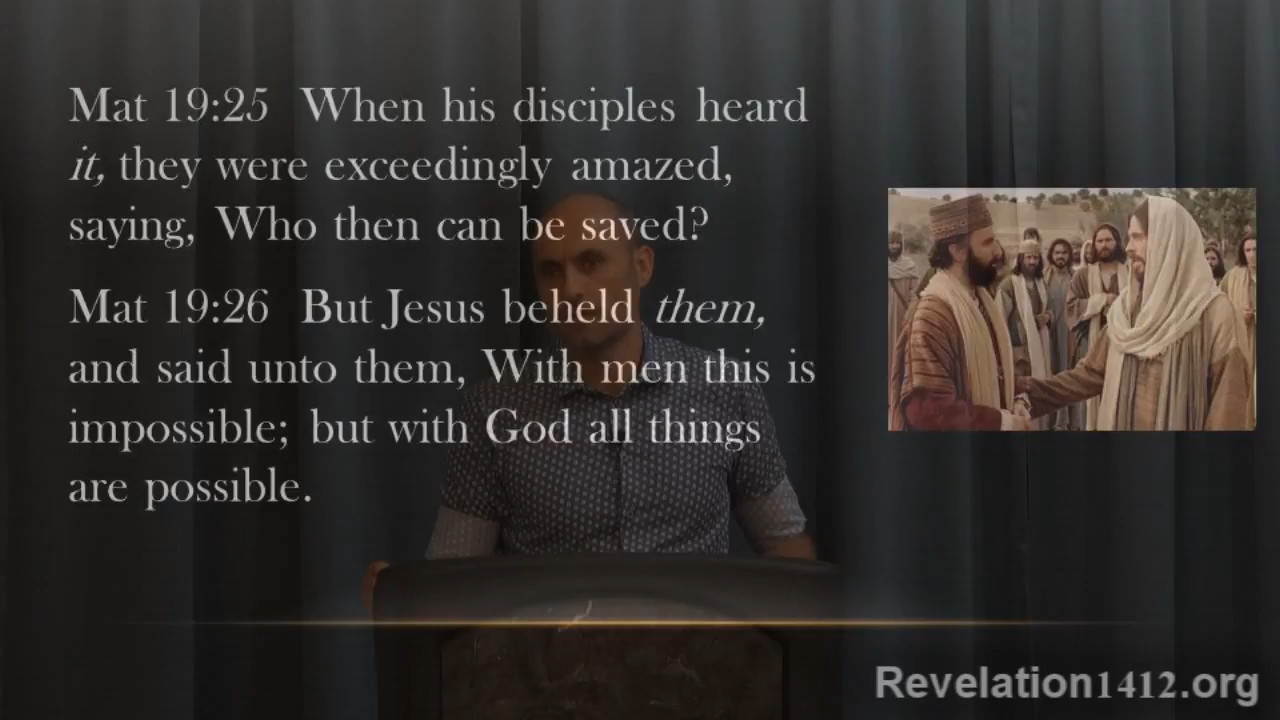 Mat 19:25 When his disciples heard
it, they were exceedingly amazed,
saying, Who then can be saved?
Mat 19:26 But Jesus beheld them,
and said unto them, With men this is
impossible; but with God all things
are possible.
Revelation1412.org